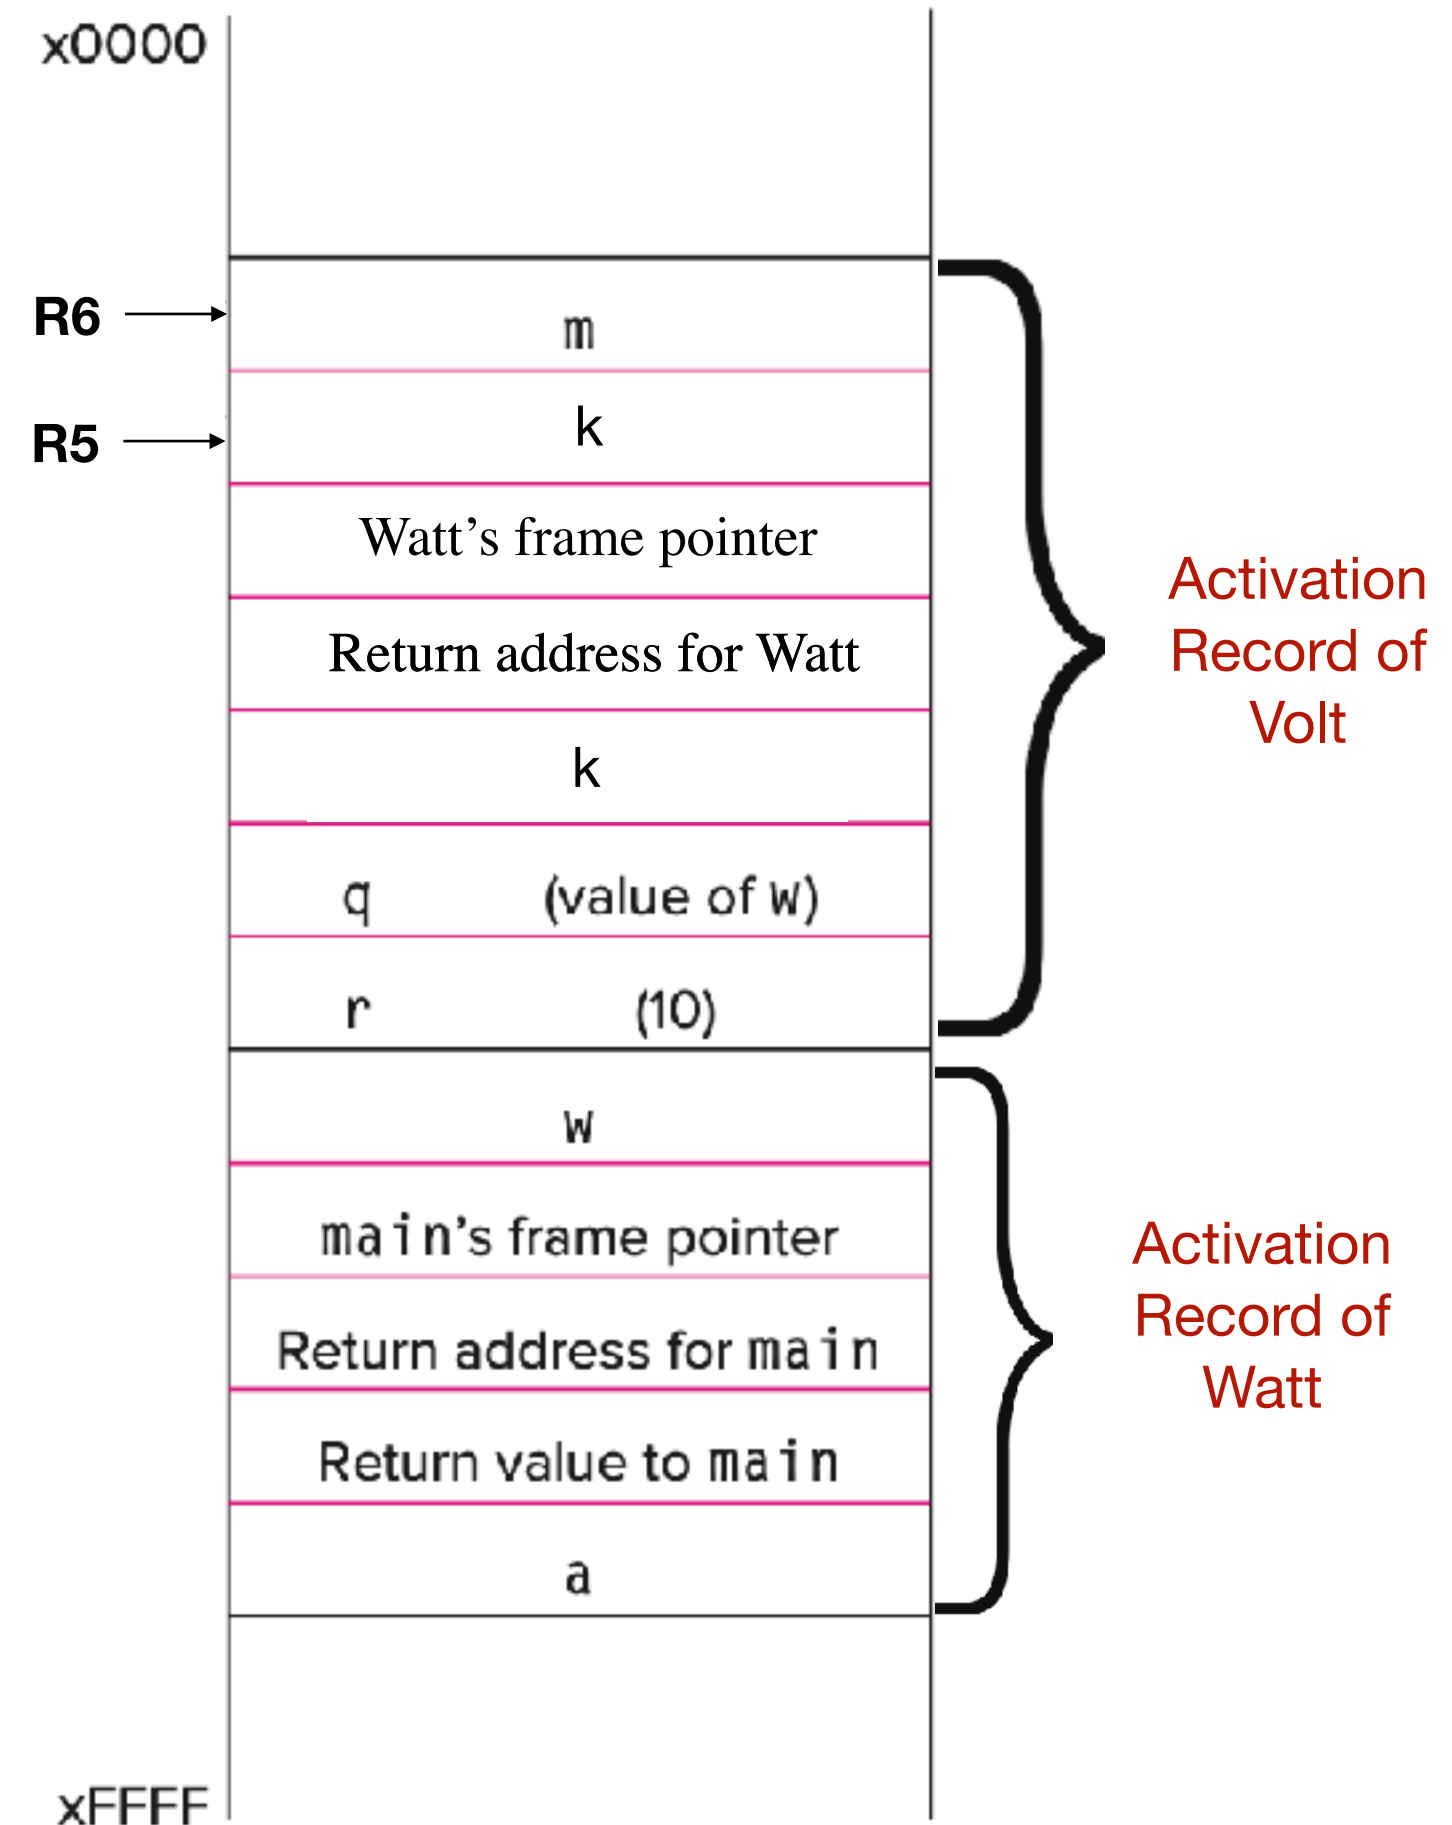 x0000
R6
m
R5
k
Watt’s frame pointer
Return address for Watt
k
q (value of w)
r (10)
Activation
Record of
Volt
w
main’s frame pointer
Return address for main
Return value to main
a
Activation
Record of
Watt
xFFFF